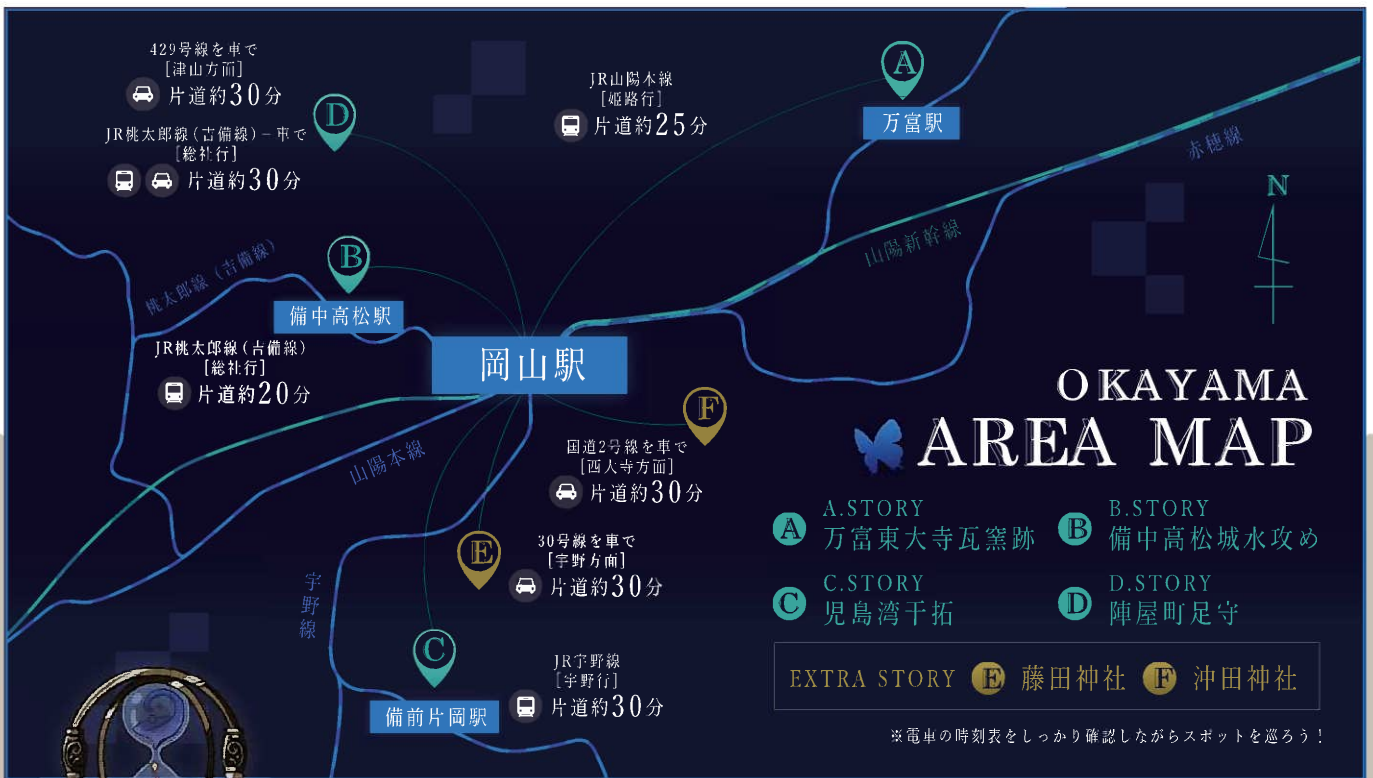 429号線を車で
[津山方面]
片道約30分
D
JR桃太郎線(吉備線)−車で
[総社行]
片道約30分
JR山陽本線
[姫路行]
片道約25分
A
万富駅
赤穂線
N
山陽新幹線
桃太郎線(吉備線)
B
備中高松駅
JR桃太郎線(吉備線)
[総社行]
片道約20分
岡山駅
山陽本線
F
国道2号線を車で
[西大寺方面]
片道約30分
E
30号線を車で
[宇野方面]
片道約30分
宇野線
C
備前片岡駅
JR宇野線
[宇野行]
片道約30分
OKAYAMA
AREA MAP
A A.STORY
万富東大寺瓦窯跡
B B.STORY
備中高松城水攻め
C C.STORY
児島湾干拓
D D.STORY
陣屋町足守
EXTRA STORY E 藤田神社 F 沖田神社
※電車の時刻表をしっかり確認しながらスポットを巡ろう!